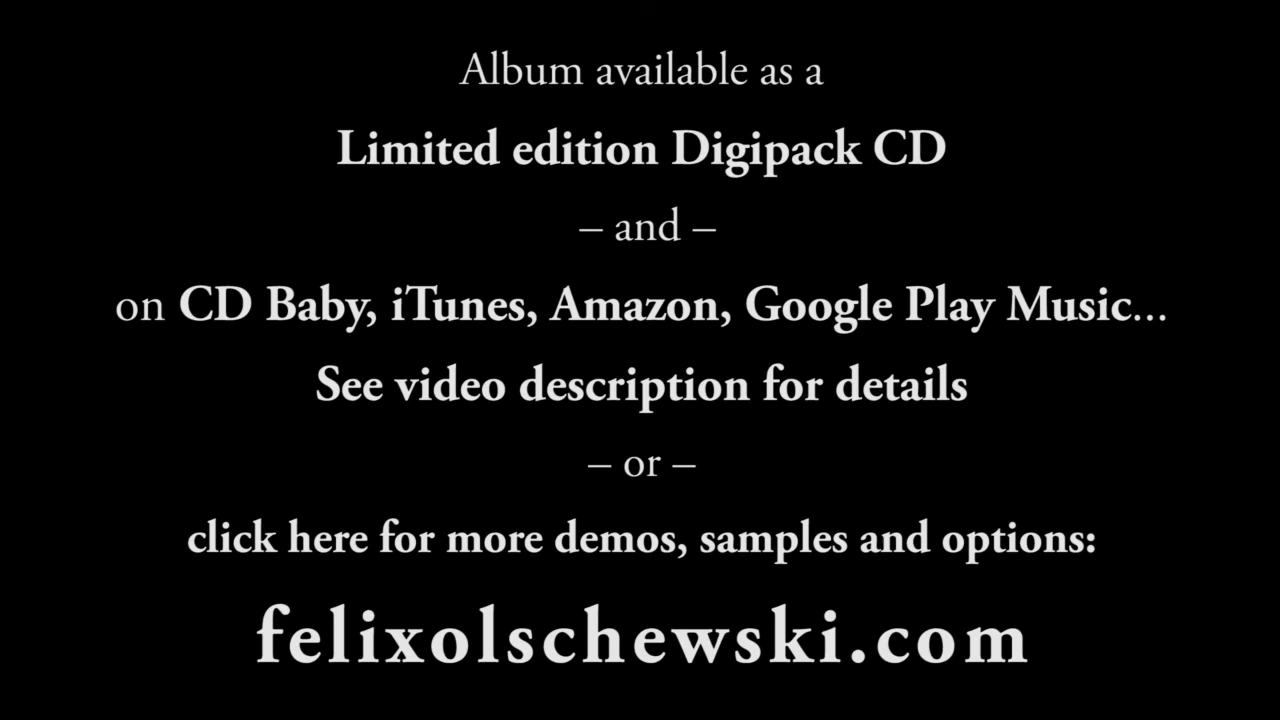 Album available as a
Limited edition Digipack CD
– and –
on CD Baby, iTunes, Amazon, Google Play Music...
See video description for details
– or –
click here for more demos, samples and options:
felixolschewski.com